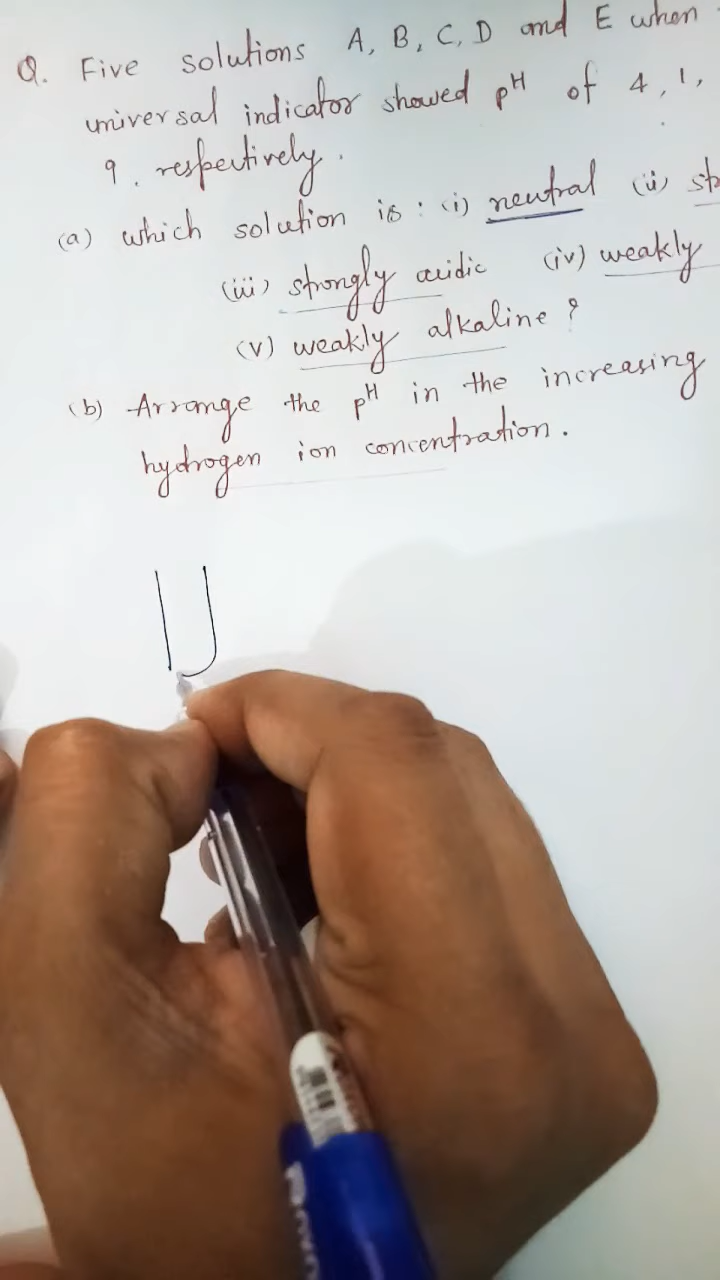 Q. Five solutions A, B, C, D and E when
universal indicator showed pH of 4, 1,
9. respectively.
(a) which solution is : (i) neutral (ii)
(iii) strongly acidic (iv) weakly
(v) weakly alkaline ?
(b) Arrange the pH in the increasing
hydrogen ion concentration.